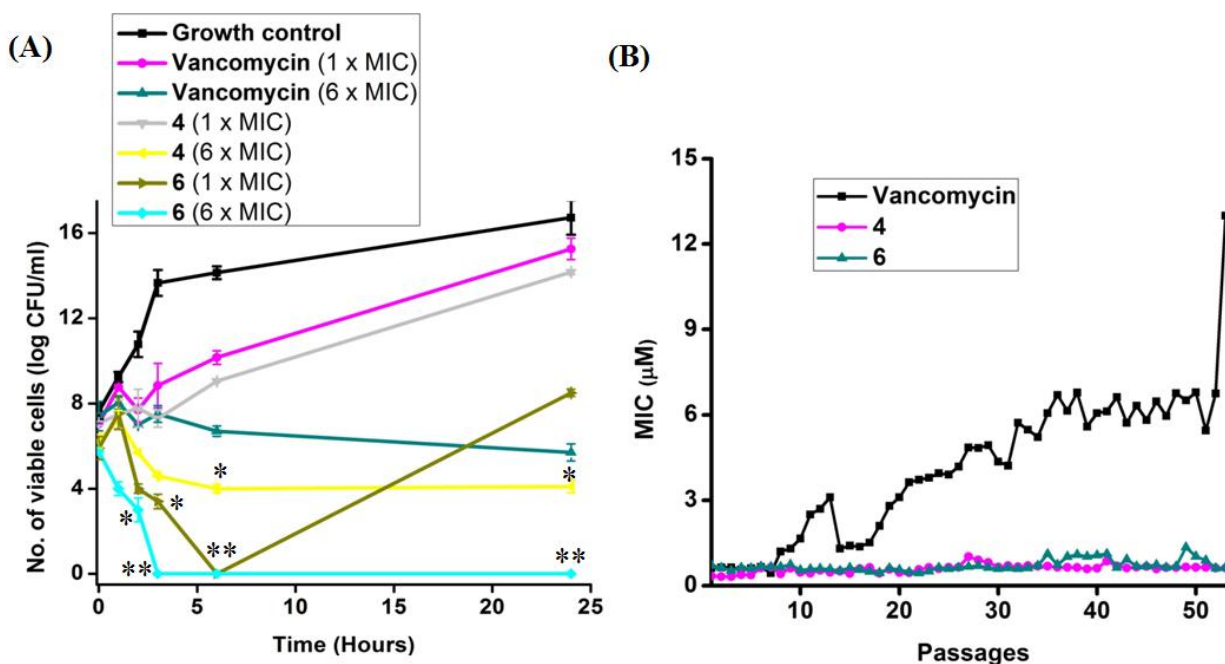 (A)
Growth control
Vancomycin (1 x MIC)
Vancomycin (6 x MIC)
4 (1 x MIC)
4 (6 x MIC)
6 (1 x MIC)
6 (6 x MIC)
No. of viable cells (log CFU/ml)
16
12
8
4
0
*
*
*
*
**
**
**
0
5
10
15
20
25
Time (Hours)
(B)
Vancomycin
4
6
MIC (µM)
15
12
9
6
3
0
10
20
30
40
50
Passages